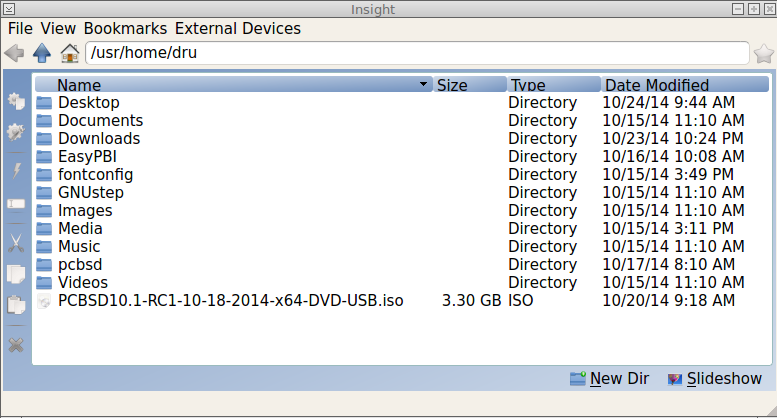 Insight
File View Bookmarks External Devices
/usr/home/dru
Name Size Type Date Modified
Desktop Directory 10/24/14 9:44 AM
Documents Directory 10/15/14 11:10 AM
Downloads Directory 10/23/14 10:24 PM
EasyPBI Directory 10/16/14 10:08 AM
fontconfig Directory 10/15/14 3:49 PM
GNUstep Directory 10/15/14 11:10 AM
Images Directory 10/15/14 11:10 AM
Media Directory 10/15/14 3:11 PM
Music Directory 10/15/14 11:10 AM
pcbsd Directory 10/17/14 8:10 AM
Videos Directory 10/15/14 11:10 AM
PCBSD10.1-RC1-10-18-2014-x64-DVD-USB.iso 3.30 GB ISO 10/20/14 9:18 AM
New Dir Slideshow